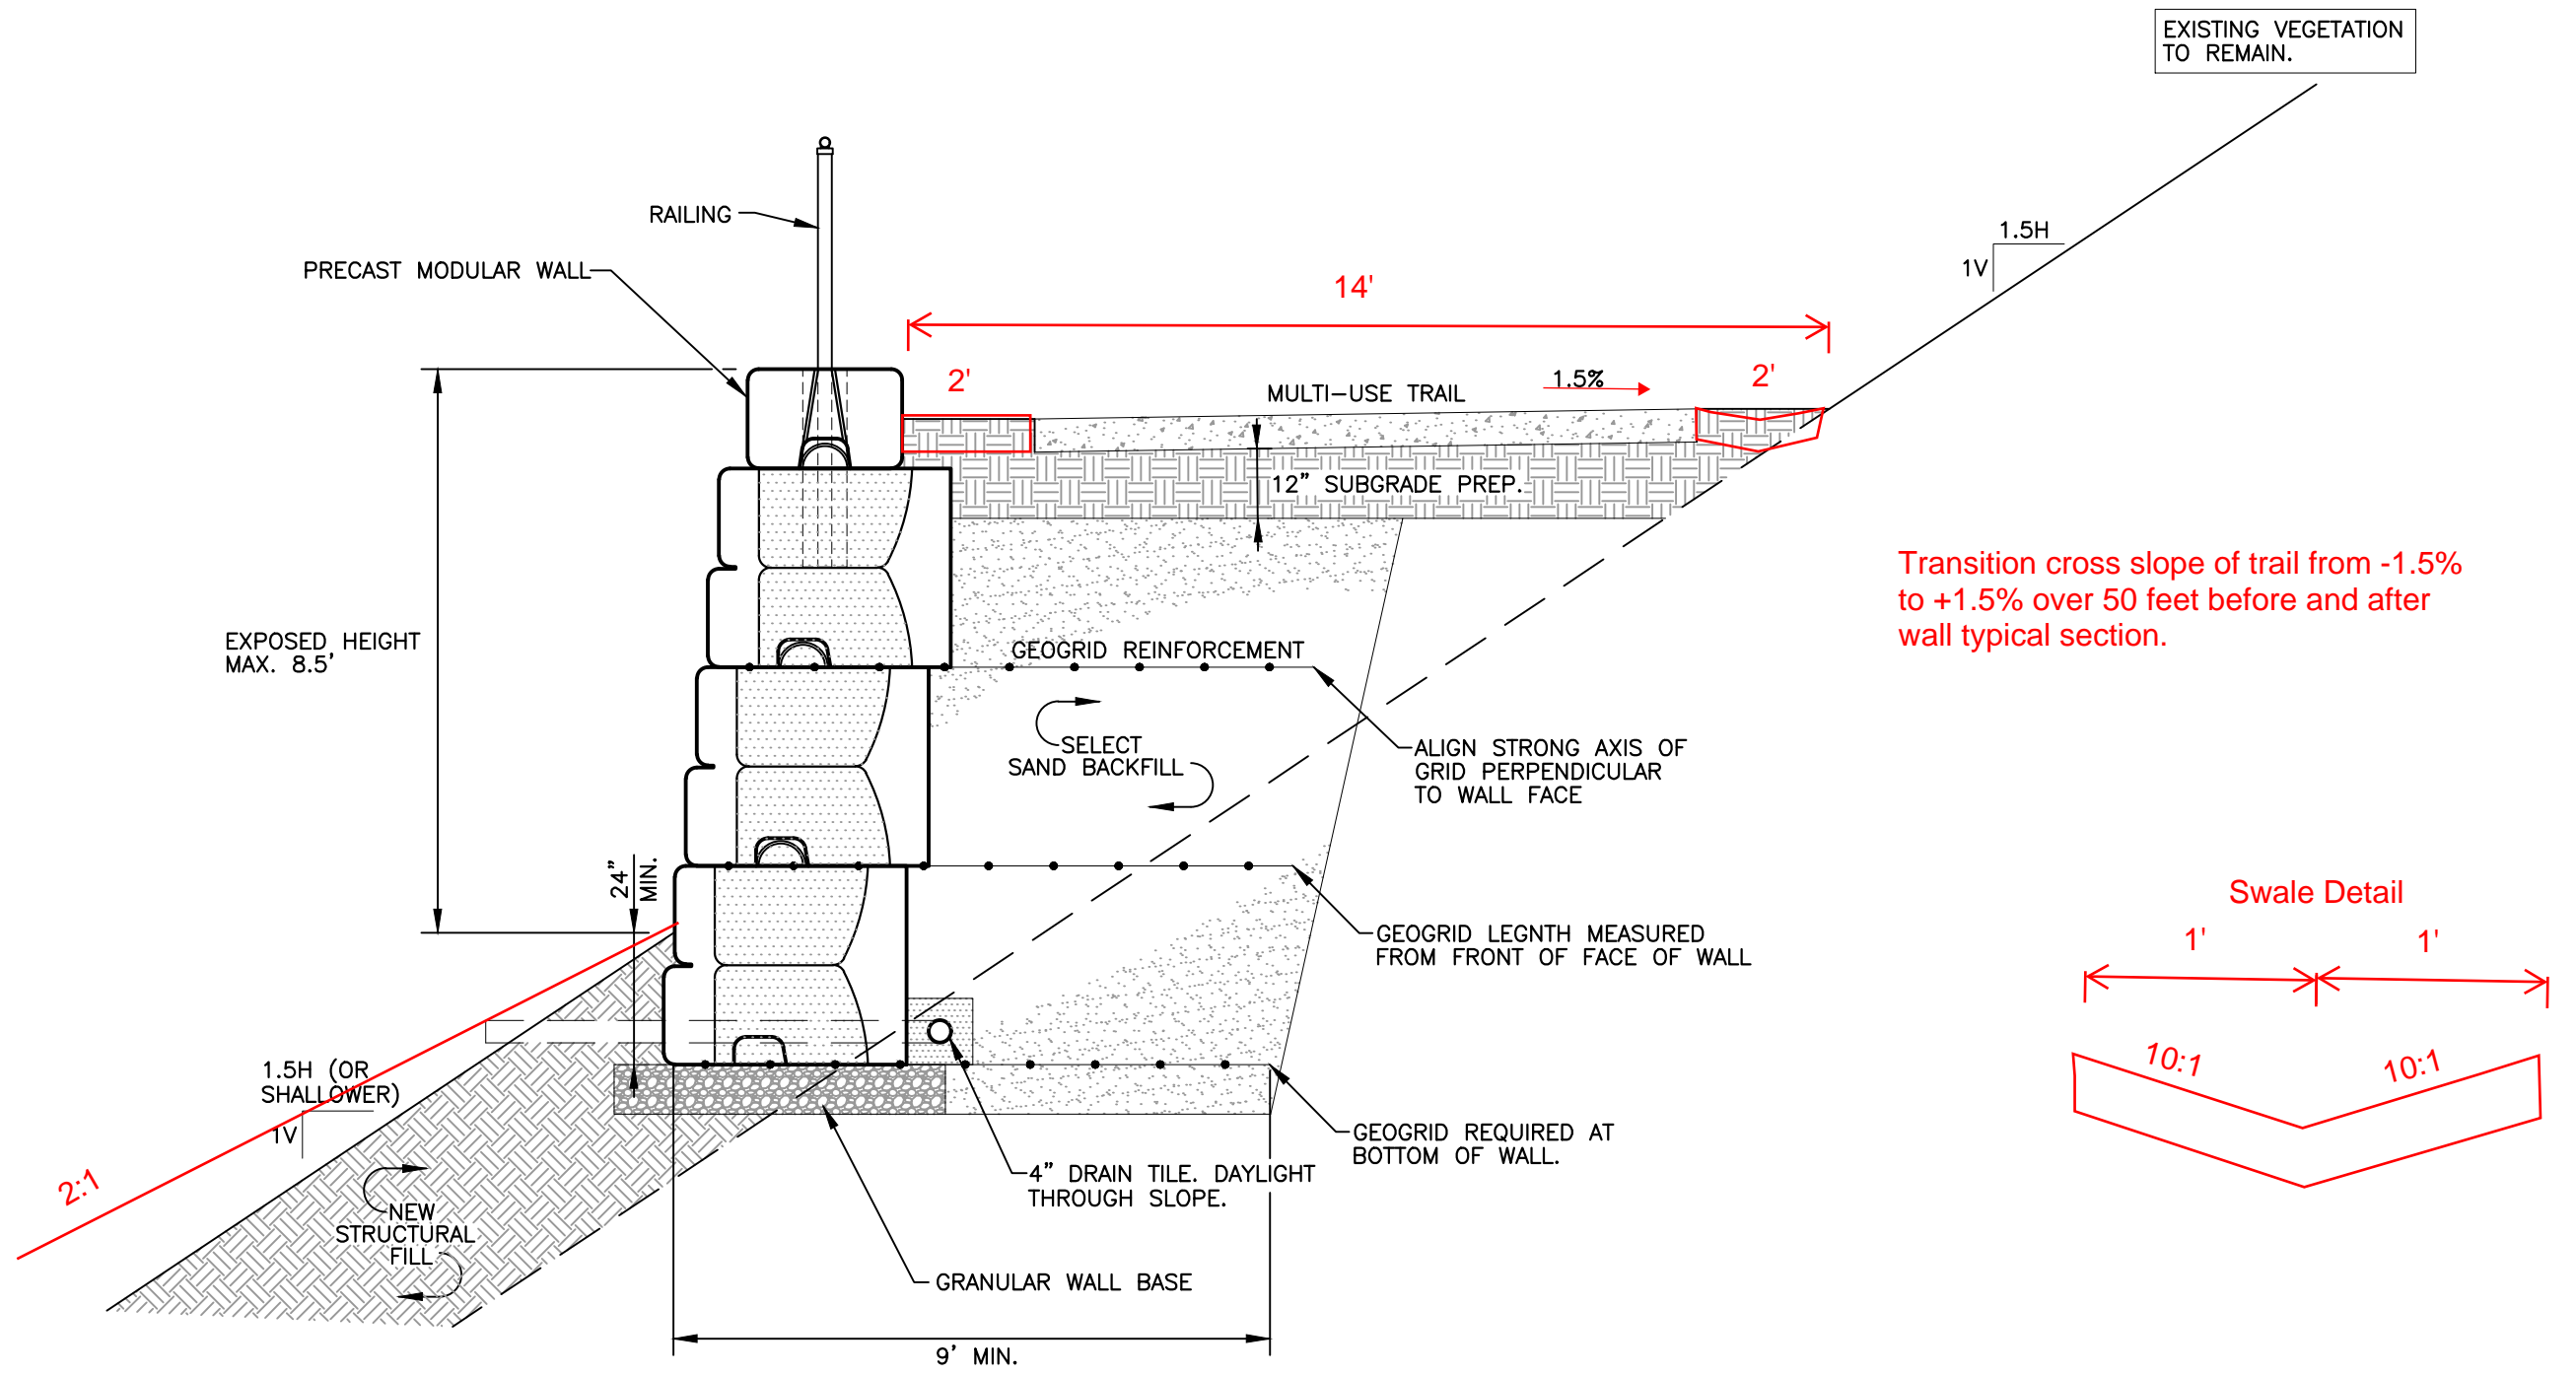 EXISTING VEGETATION
TO REMAIN.
RAILING
1.5H
1V
PRECAST MODULAR WALL
14'
2'
MULTI-USE TRAIL
1.5%
2'
12" SUBGRADE PREP.
Transition cross slope of trail from -1.5%
to +1.5% over 50 feet before and after
wall typical section.
EXPOSED HEIGHT
MAX. 8.5'
GEOGRID REINFORCEMENT
SELECT
SAND BACKFILL
ALIGN STRONG AXIS OF
GRID PERPENDICULAR
TO WALL FACE
24"
MIN.
Swale Detail
1'
1'
GEOGRID LEGNTH MEASURED
FROM FRONT OF FACE OF WALL
10:1
10:1
1.5H (OR
SHALLOWER)
1V
GEOGRID REQUIRED AT
BOTTOM OF WALL.
4" DRAIN TILE. DAYLIGHT
THROUGH SLOPE.
2:1
NEW
STRUCTURAL
FILL
GRANULAR WALL BASE
9' MIN.